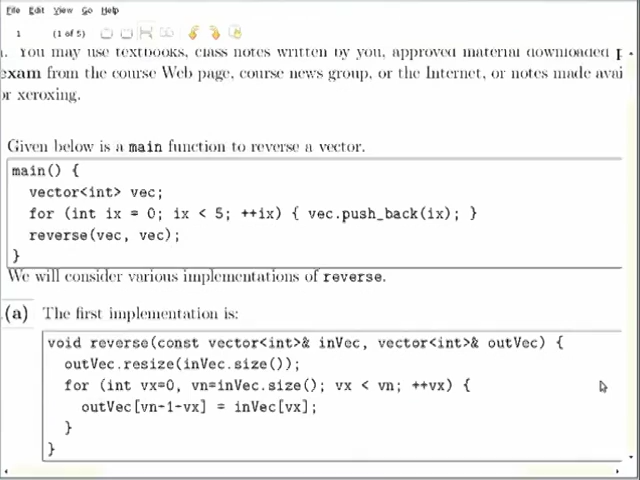 File Edit View Go Help
1 (1 of 5)
. You may use textbooks, class notes written by you, approved material downloaded
exam from the course Web page, course news group, or the Internet, or notes made avai
or xeroxing.
Given below is a main function to reverse a vector.
main() {
vector<int> vec;
for (int ix = 0; ix < 5; ++ix) { vec.push_back(ix); }
reverse(vec, vec);
}
We will consider various implementations of reverse.
.(a) The first implementation is:
void reverse(const vector<int>& inVec, vector<int>& outVec) {
outVec.resize(inVec.size());
for (int vx=0, vn=inVec.size(); vx < vn; ++vx) {
outVec[vn-1-vx] = inVec[vx];
}
}